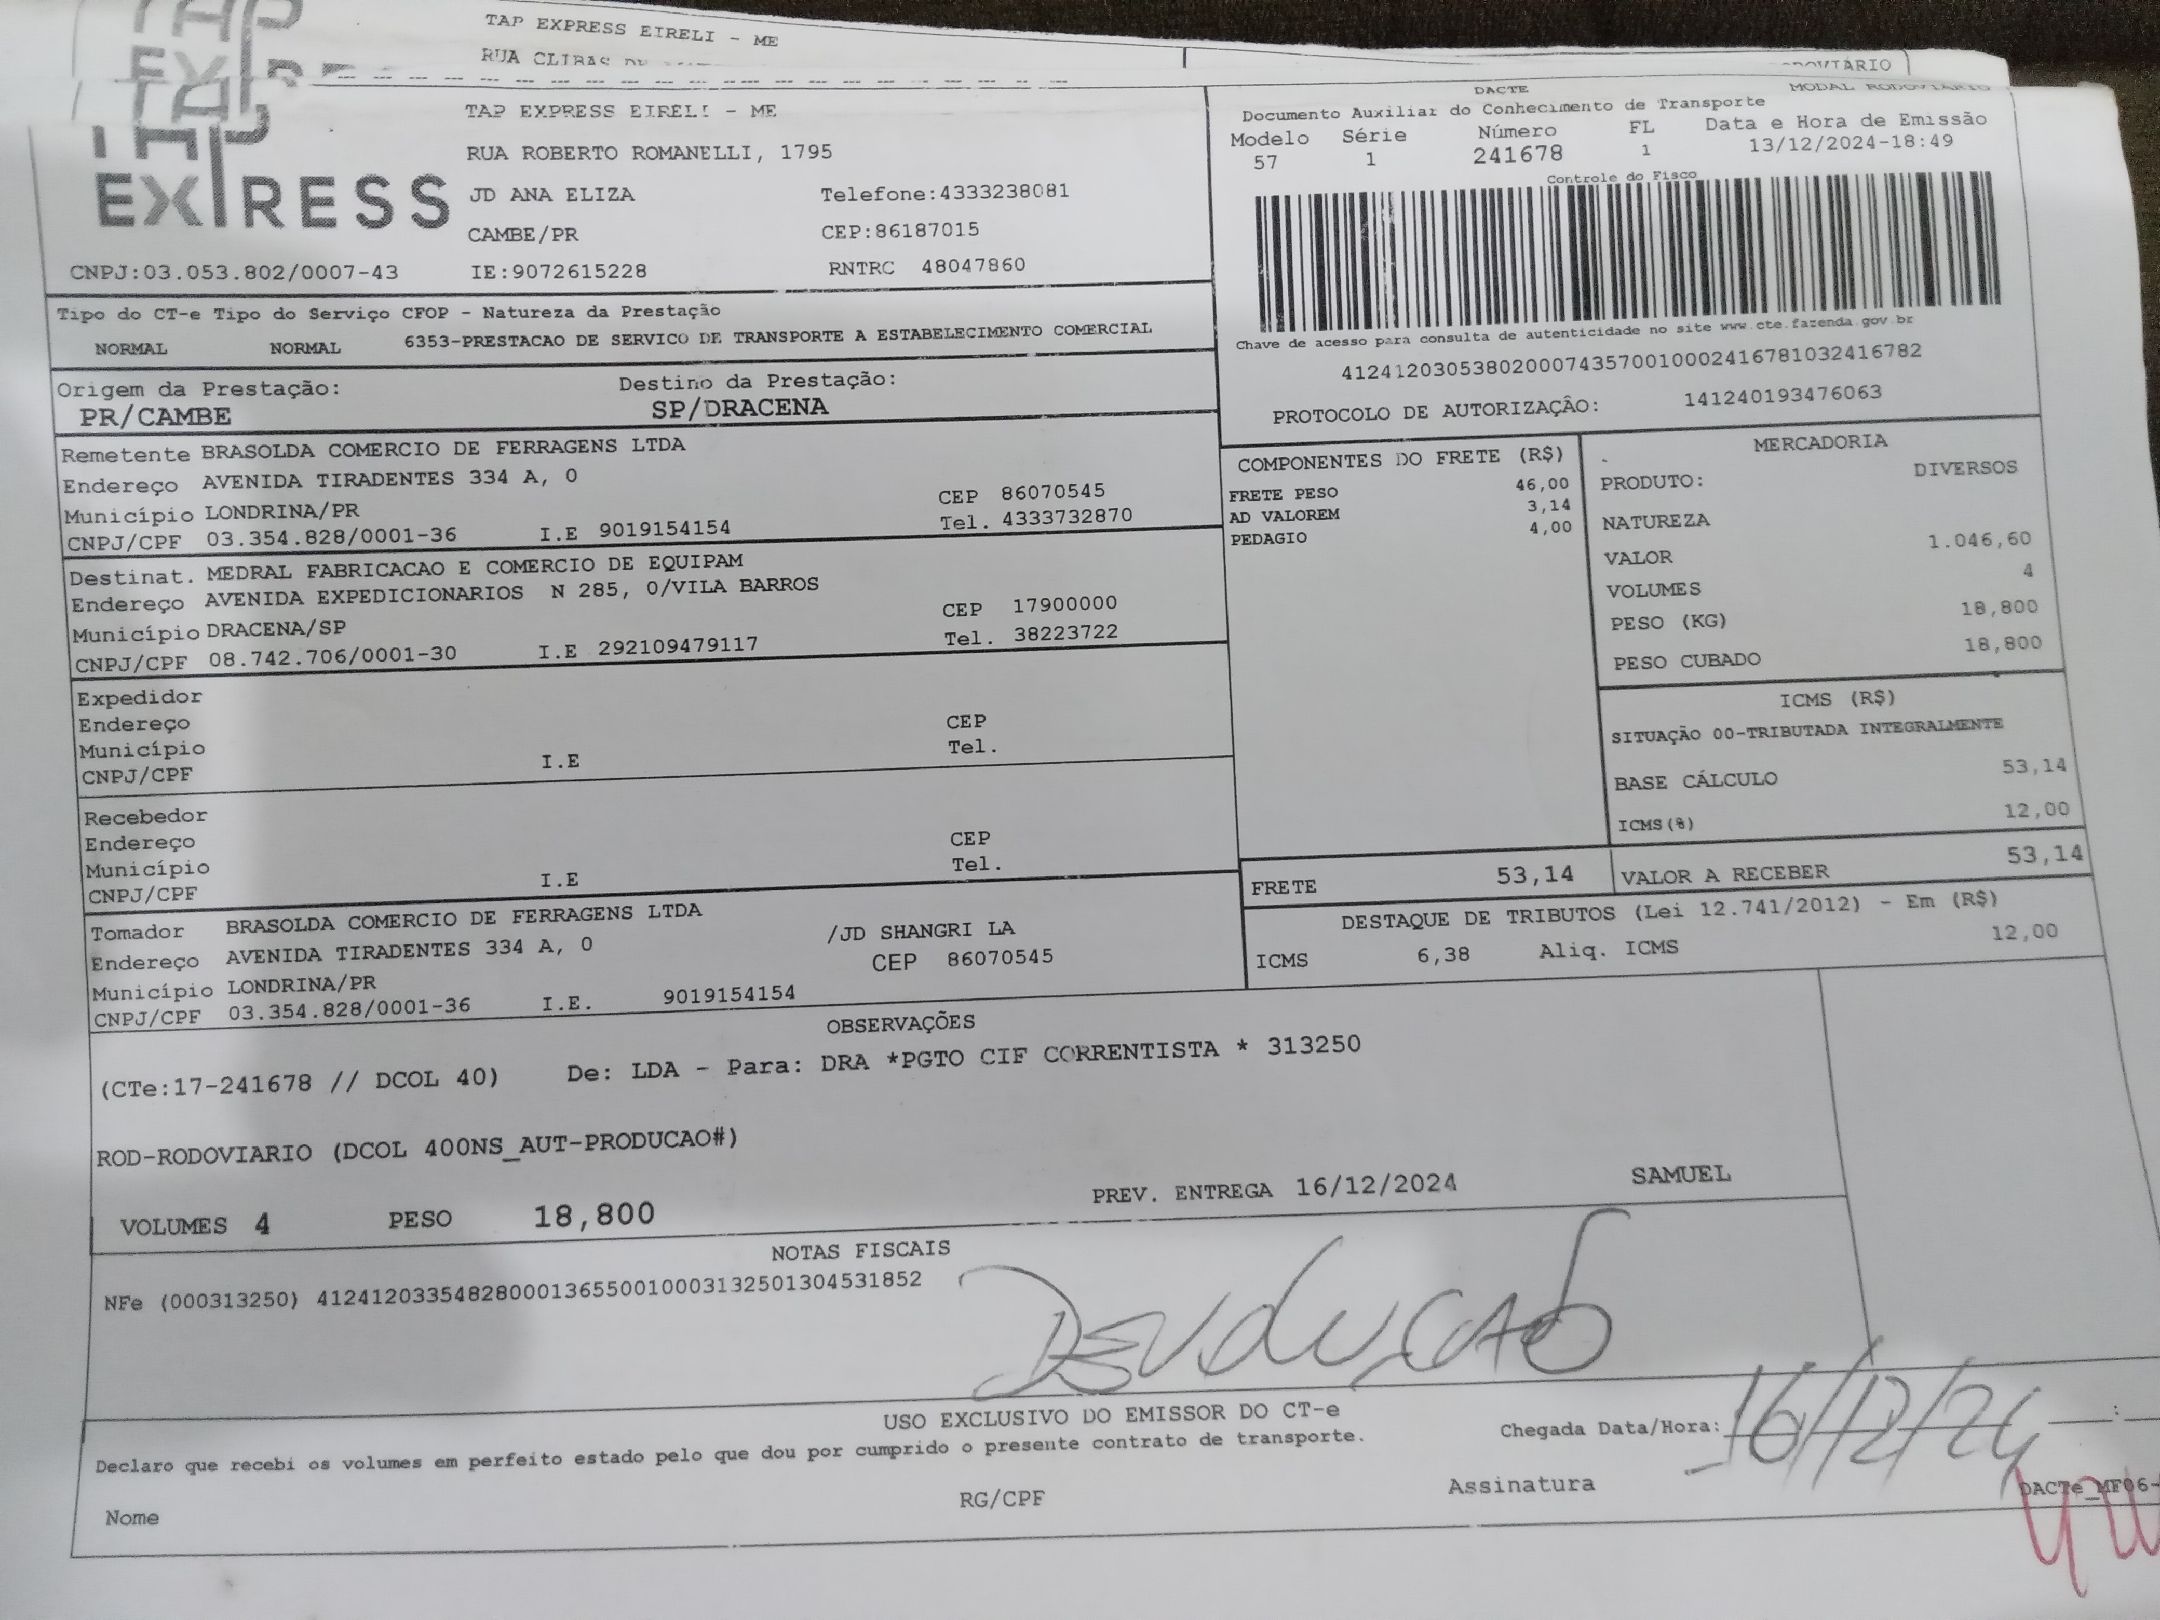 TAP EXPRESS EIRELI - ME
TAP EXPRESS EIRELI - ME
EXPRESS
RUA ROBERTO ROMANELLI, 1795
JD ANA ELIZA Telefone:4333238081
CAMBE/PR CEP:86187015
CNPJ:03.053.802/0007-43 IE:9072615228 RNTRC 48047860
DACTE MODAL RODOVIÁRIO
Documento Auxiliar do Conhecimento de Transporte
Modelo Série Número FL Data e Hora de Emissão
57 1 241678 1 13/12/2024-18:49
Controle do Fisco
Chave de acesso para consulta de autenticidade no site www.cte.fazenda.gov.br
41241203053802000743570010002416781032416782
PROTOCOLO DE AUTORIZAÇÃO: 141240193476063
Tipo do CT-e Tipo do Serviço CFOP - Natureza da Prestação
NORMAL NORMAL 6353-PRESTACAO DE SERVICO DE TRANSPORTE A ESTABELECIMENTO COMERCIAL
Origem da Prestação: Destino da Prestação:
PR/CAMBE SP/DRACENA
Remetente BRASOLDA COMERCIO DE FERRAGENS LTDA
Endereço AVENIDA TIRADENTES 334 A, 0 CEP 86070545
Município LONDRINA/PR Tel. 4333732870
CNPJ/CPF 03.354.828/0001-36 I.E 9019154154
Destinat. MEDRAL FABRICACAO E COMERCIO DE EQUIPAM
Endereço AVENIDA EXPEDICIONARIOS N 285, 0/VILA BARROS
Município DRACENA/SP CEP 17900000
CNPJ/CPF 08.742.706/0001-30 I.E 292109479117 Tel. 38223722
Expedidor
Endereço CEP
Município Tel.
CNPJ/CPF I.E
Recebedor
Endereço CEP
Município Tel.
CNPJ/CPF I.E
Tomador BRASOLDA COMERCIO DE FERRAGENS LTDA
Endereço AVENIDA TIRADENTES 334 A, 0 /JD SHANGRI LA
Município LONDRINA/PR CEP 86070545
CNPJ/CPF 03.354.828/0001-36 I.E. 9019154154
COMPONENTES DO FRETE (R$)
FRETE PESO 46,00
AD VALOREM 3,14
PEDAGIO 4,00
MERCADORIA
PRODUTO: DIVERSOS
NATUREZA
VALOR 1.046,60
VOLUMES 4
PESO (KG) 18,800
PESO CUBADO 18,800
ICMS (R$)
SITUAÇÃO 00-TRIBUTADA INTEGRALMENTE
BASE CÁLCULO 53,14
ICMS(%) 12,00
FRETE 53,14 VALOR A RECEBER 53,14
DESTAQUE DE TRIBUTOS (Lei 12.741/2012) - Em (R$)
ICMS 6,38 Aliq. ICMS 12,00
OBSERVAÇÕES
(CTe:17-241678 // DCOL 40) De: LDA - Para: DRA *PGTO CIF CORRENTISTA * 313250
ROD-RODOVIARIO (DCOL 400NS_AUT-PRODUCAO#)
VOLUMES 4 PESO 18,800 PREV. ENTREGA 16/12/2024 SAMUEL
NOTAS FISCAIS
NFe (000313250) 41241203354828000136550010003132501304531852
DEVOLUÇÃO
USO EXCLUSIVO DO EMISSOR DO CT-e
Declaro que recebi os volumes em perfeito estado pelo que dou por cumprido o presente contrato de transporte. Chegada Data/Hora: 16/12/24 :
Nome RG/CPF Assinatura DACTe_MF06-